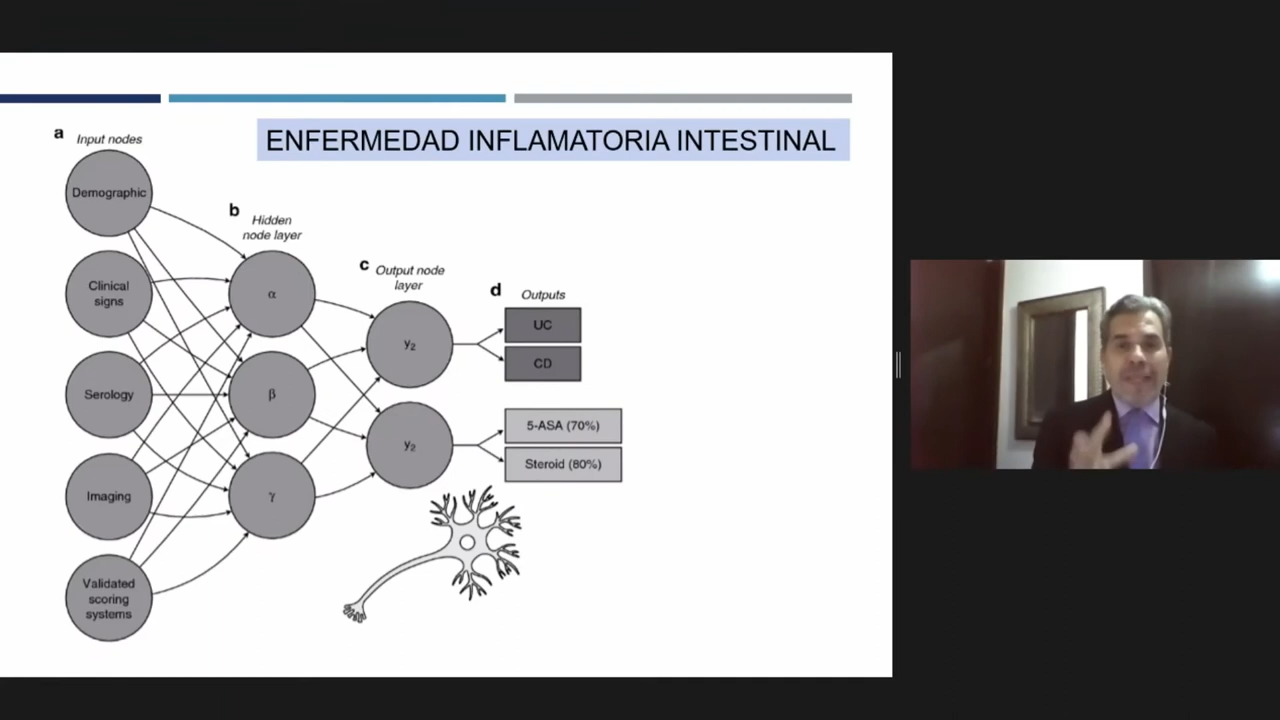 ENFERMEDAD INFLAMATORIA INTESTINAL
a
Input nodes
Demographic
Clinical
signs
Serology
Imaging
Validated
scoring
systems
b
Hidden
node layer
α
β
γ
c
Output node
layer
y₂
y₂
d
Outputs
UC
CD
5-ASA (70%)
Steroid (80%)